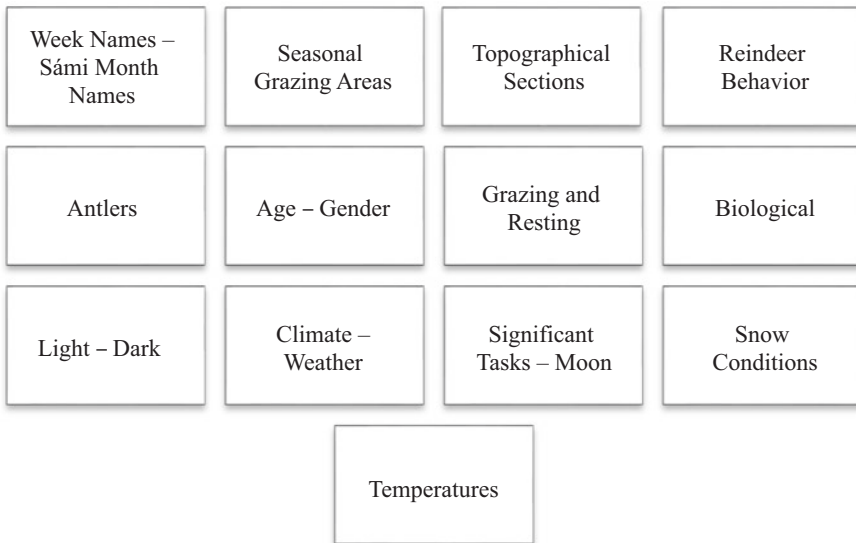 Week Names –
Sámi Month
Names
Seasonal
Grazing Areas
Topographical
Sections
Reindeer
Behavior
Antlers
Age – Gender
Grazing and
Resting
Biological
Light – Dark
Climate –
Weather
Significant
Tasks – Moon
Snow
Conditions
Temperatures